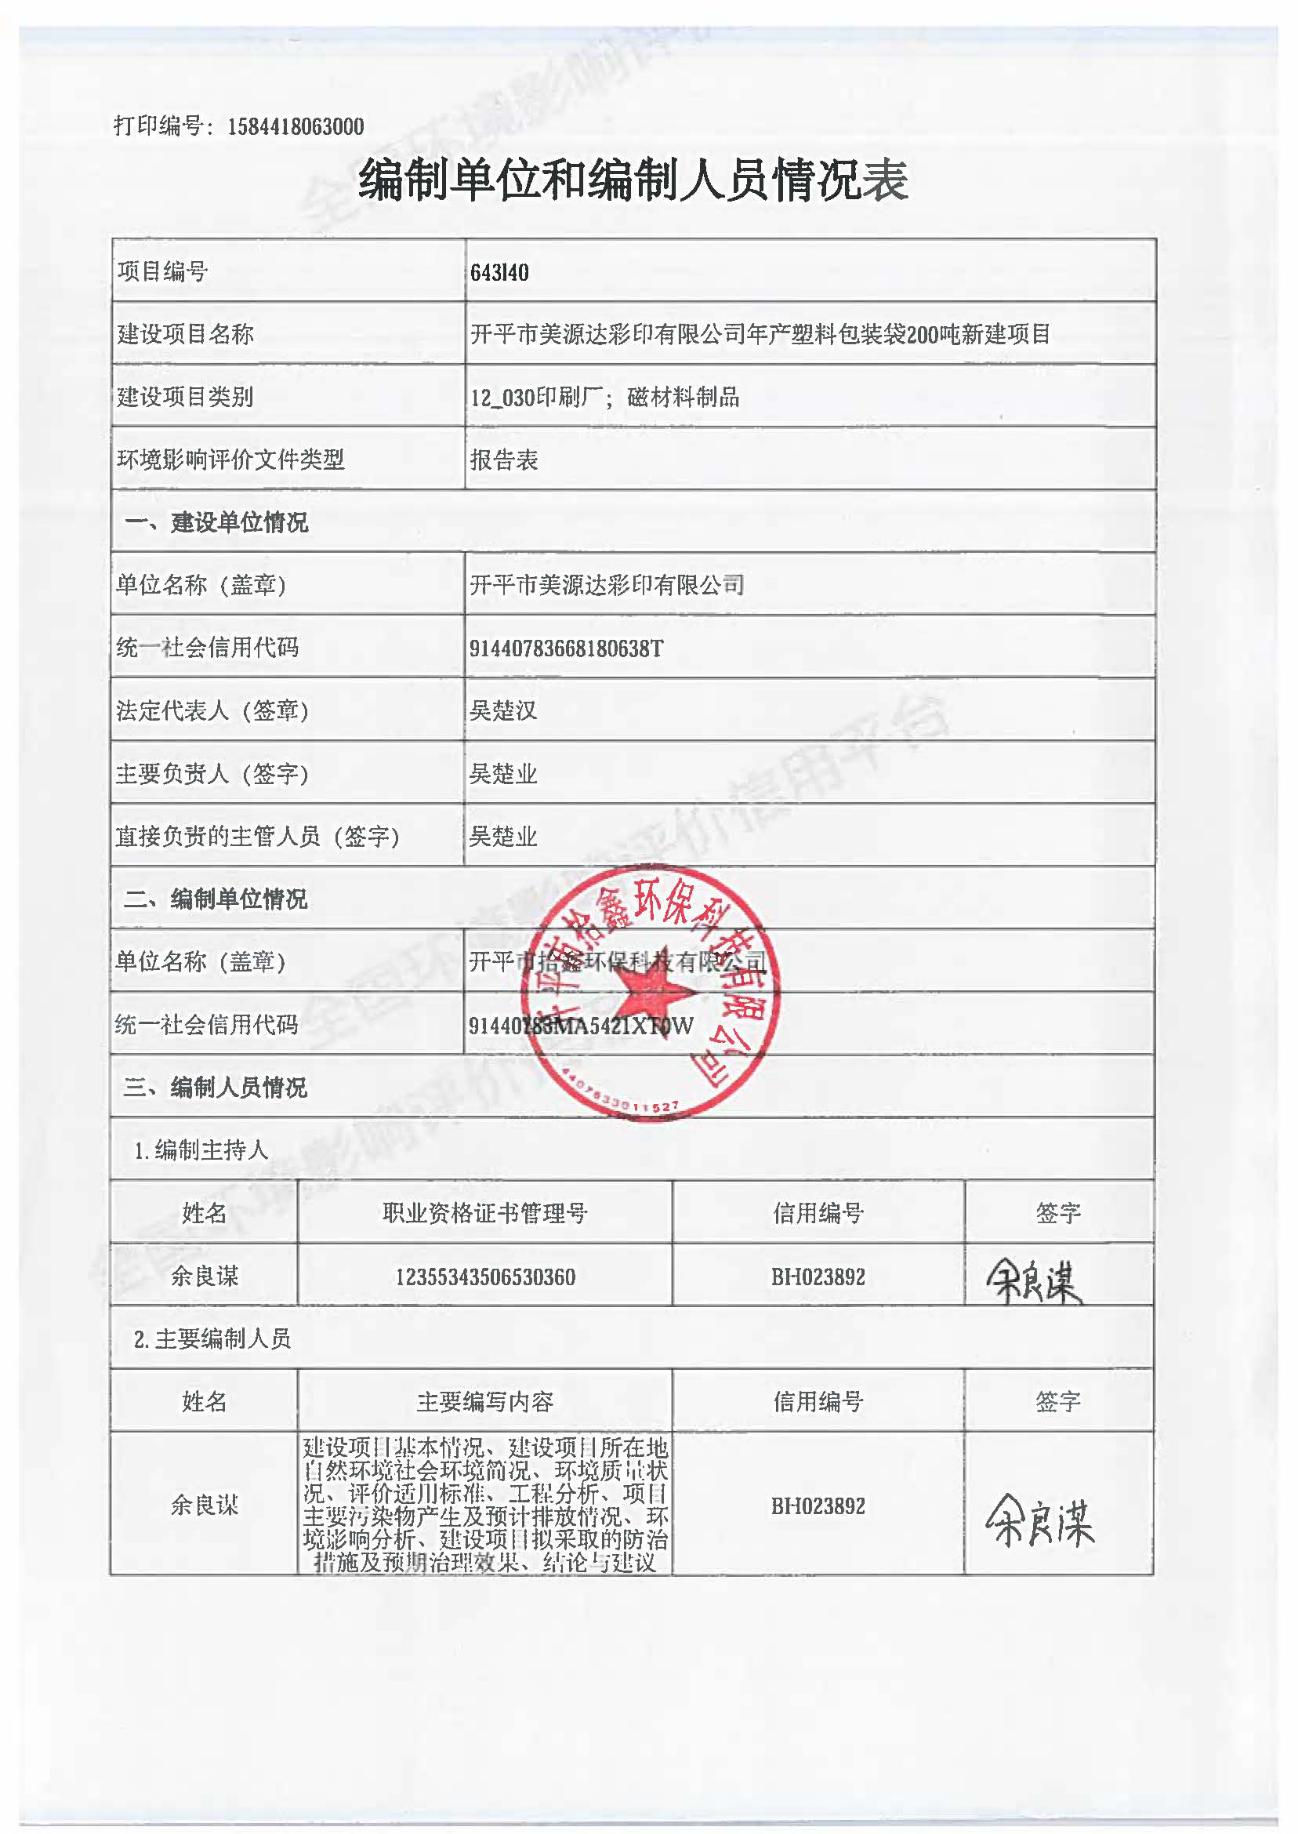 打印编号：1584418063000
编制单位和编制人员情况表
项目编号 643l40
建设项目名称 开平市美源达彩印有限公司年产塑料包装袋200吨新建项目
建设项目类别 12_030印刷厂；磁材料制品
环境影响评价文件类型 报告表
一、建设单位情况
单位名称（盖章） 开平市美源达彩印有限公司
统一社会信用代码 91440783668180638T
法定代表人（签章） 吴楚汉
主要负责人（签字） 吴楚业
直接负责的主管人员（签字） 吴楚业
二、编制单位情况
单位名称（盖章） 开平市拾鑫环保科技有限公司
统一社会信用代码 91440783MA5421XT0W
开平市拾鑫环保科技有限公司
三、编制人员情况
1.编制主持人
姓名 职业资格证书管理号 信用编号 签字
余良谋 12355343506530360 BH023892 余良谋
2.主要编制人员
姓名 主要编写内容 信用编号 签字
建设项目基本情况、建设项目所在地
自然环境社会环境简况、环境质量状
况、评价适用标准、工程分析、项目
余良谋 主要污染物产生及预计排放情况、环 BH023892 余良谋
境影响分析、建设项目拟采取的防治
措施及预期治理效果、结论与建议